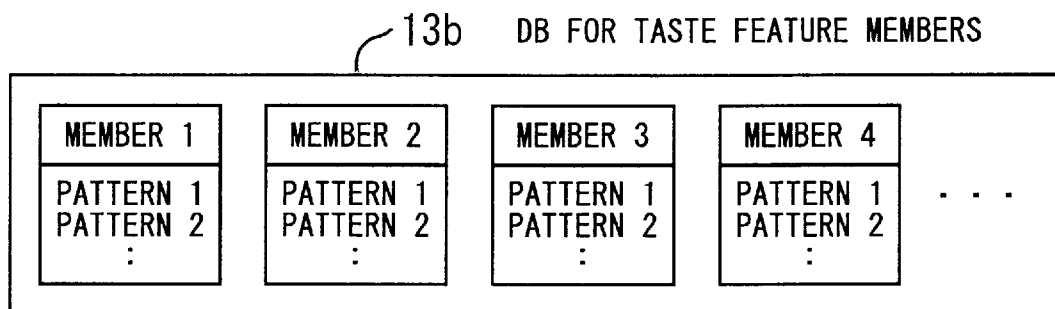 13b DB FOR TASTE FEATURE MEMBERS
MEMBER 1 MEMBER 2 MEMBER 3 MEMBER 4
PATTERN 1 PATTERN 1 PATTERN 1 PATTERN 1 . . .
PATTERN 2 PATTERN 2 PATTERN 2 PATTERN 2
: : : :